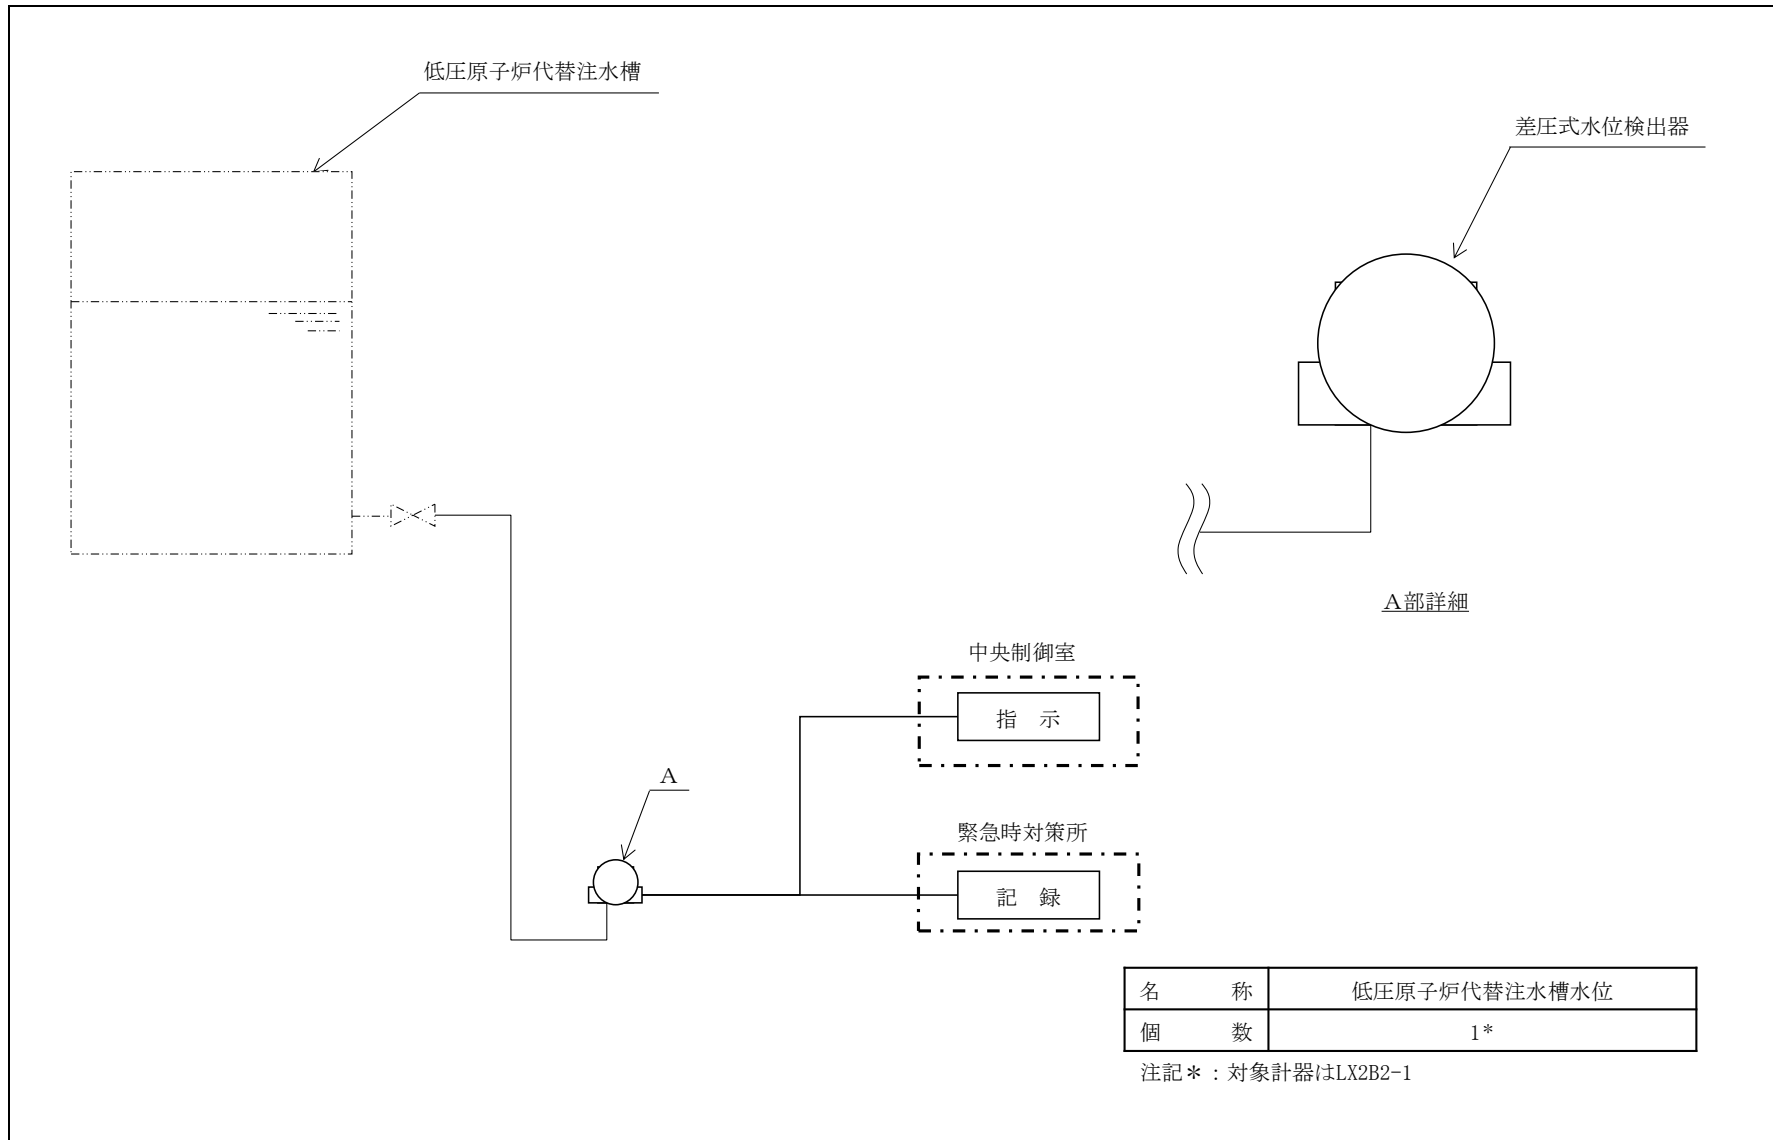 低圧原子炉代替注水槽
差圧式水位検出器
A部詳細
中央制御室
指 示
A
緊急時対策所
記 録
名 称 低圧原子炉代替注水槽水位
個 数 1*
注記＊：対象計器はLX2B2-1